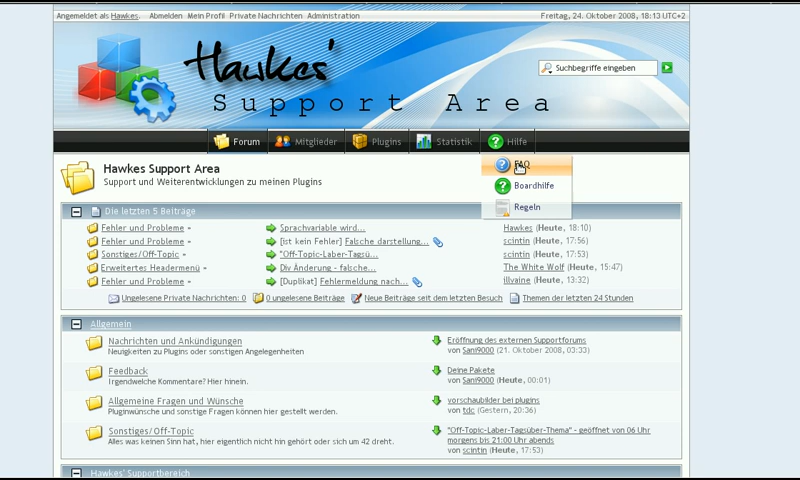 Angemeldet als Hawkes. Abmelden Mein Profil Private Nachrichten Administration Freitag, 24. Oktober 2008, 18:13 UTC+2
Hawkes'
Support Area
Suchbegriffe eingeben
Forum Mitglieder Plugins Statistik Hilfe
FAQ
Boardhilfe
Regeln
Hawkes Support Area
Support und Weiterentwicklungen zu meinen Plugins
Die letzten 5 Beiträge
Fehler und Probleme Sprachvariable wird... Hawkes (Heute, 18:10)
Fehler und Probleme [ist kein Fehler] Falsche darstellung... scintin (Heute, 17:56)
Sonstiges/Off-Topic "Off-Topic-Laber-Tagsü... scintin (Heute, 17:53)
Erweitertes Headermenü Div Änderung - falsche... The White Wolf (Heute, 15:47)
Fehler und Probleme [Duplikat] Fehlermeldung nach... illvaine (Heute, 13:32)
Ungelesene Private Nachrichten: 0 0 ungelesene Beiträge Neue Beiträge seit dem letzten Besuch Themen der letzten 24 Stunden
Allgemein
Nachrichten und Ankündigungen Eröffnung des externen Supportforums
Neuigkeiten zu Plugins oder sonstigen Angelegenheiten von Sani9000 (21. Oktober 2008, 03:33)
Feedback Deine Pakete
Irgendwelche Kommentare? Hier hinein. von Sani9000 (Heute, 00:01)
Allgemeine Fragen und Wünsche vorschaubilder bei plugins
Pluginwünsche und sonstige Fragen können hier gestellt werden. von tdc (Gestern, 20:36)
Sonstiges/Off-Topic "Off-Topic-Laber-Tagsüber-Thema" - geöffnet von 06 Uhr
Alles was keinen Sinn hat, hier eigentlich nicht hin gehört oder sich um 42 dreht. morgens bis 21:00 Uhr abends
von scintin (Heute, 17:53)
Hawkes' Supportbereich